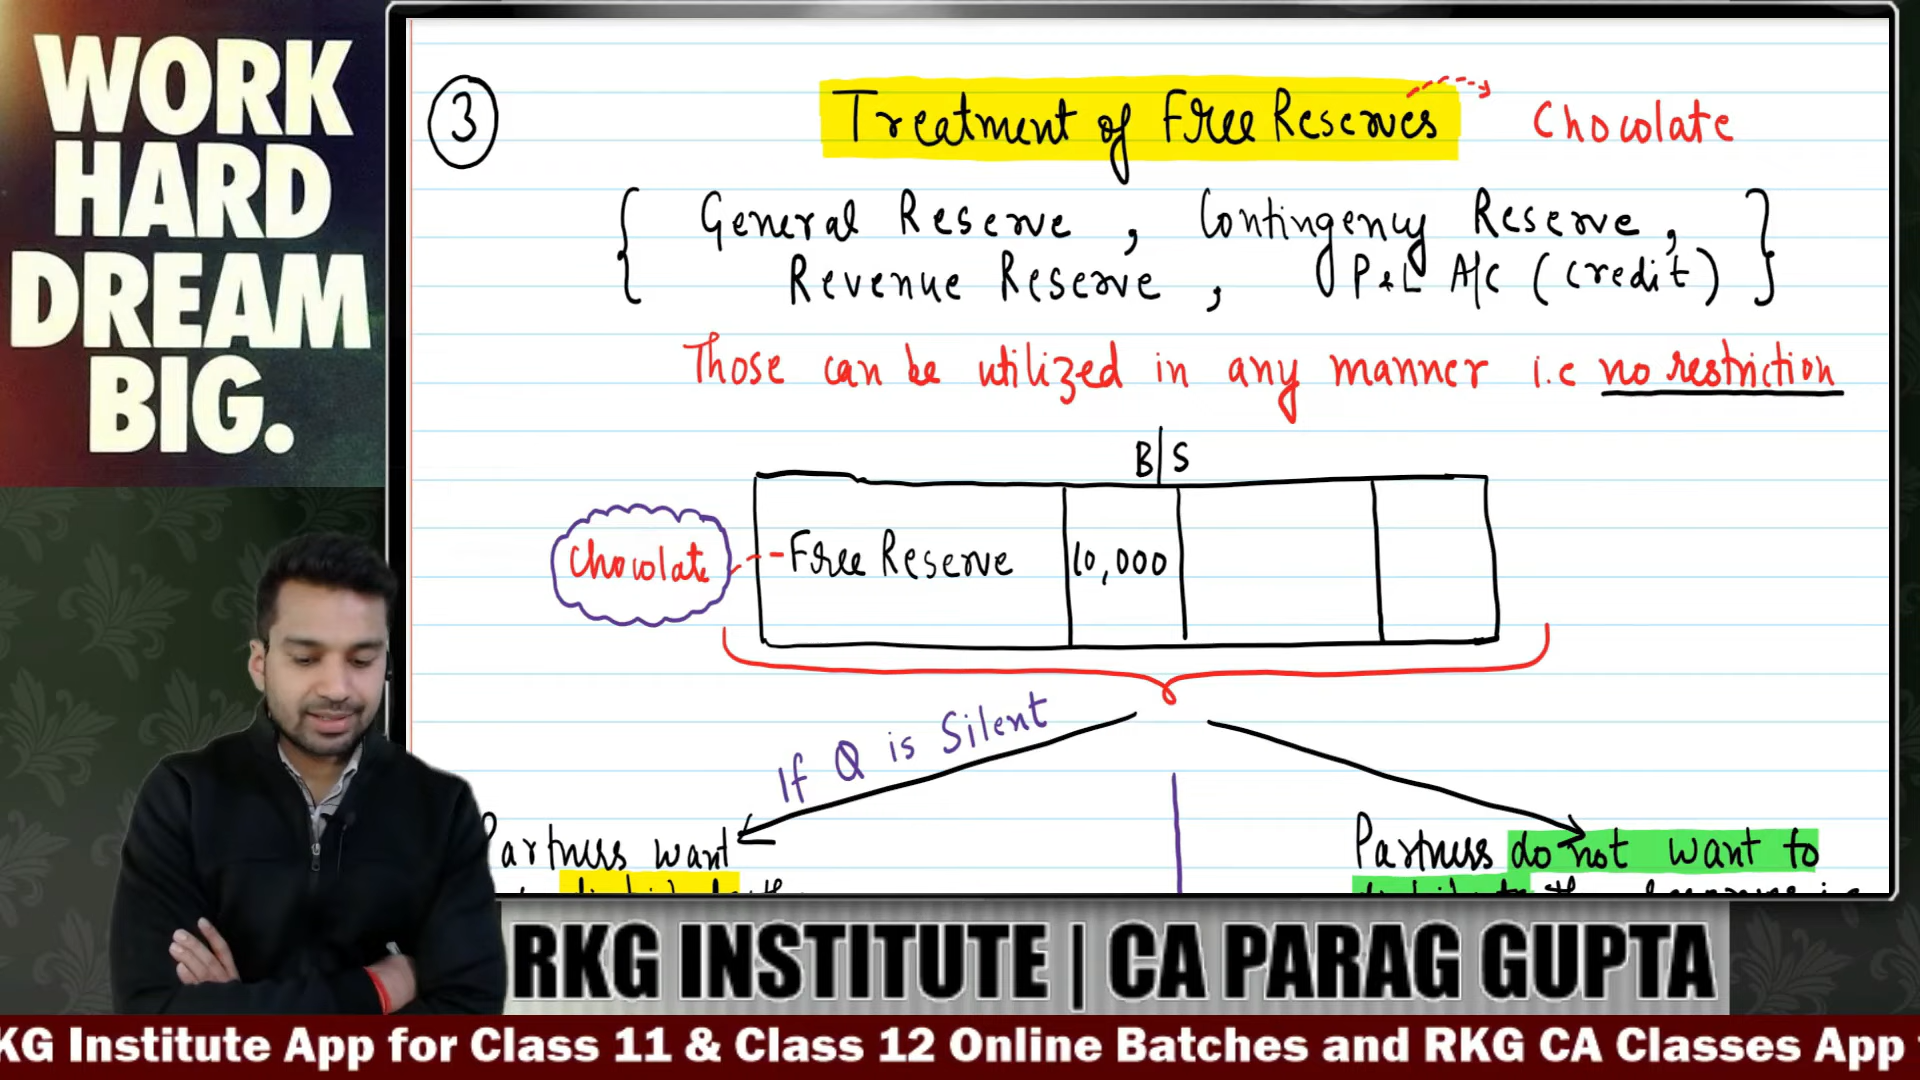 WORK
HARD
DREAM
BIG.
3
Treatment of Free Reserves
Chocolate
{ General Reserve , Contingency Reserve ,
Revenue Reserve , P&L A/C (Credit) }
Those can be utilized in any manner i.e no restriction
B/S
Chocolate
Free Reserve
10,000
If Q is Silent
Partners want
Partners do not want to
RKG INSTITUTE | CA PARAG GUPTA
KG Institute App for Class 11 & Class 12 Online Batches and RKG CA Classes App